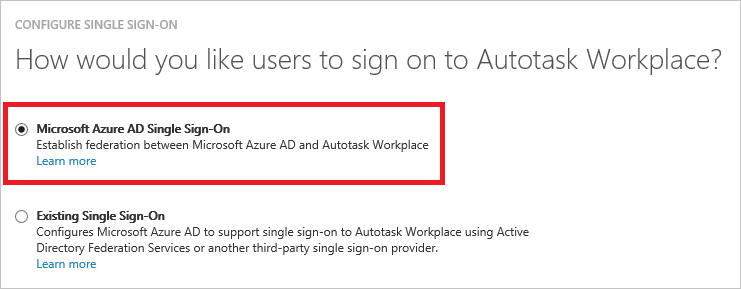 CONFIGURE SINGLE SIGN-ON
How would you like users to sign on to Autotask Workplace?
Microsoft Azure AD Single Sign-On
Establish federation between Microsoft Azure AD and Autotask Workplace
Learn more
Existing Single Sign-On
Configures Microsoft Azure AD to support single sign-on to Autotask Workplace using Active
Directory Federation Services or another third-party single sign-on provider.
Learn more